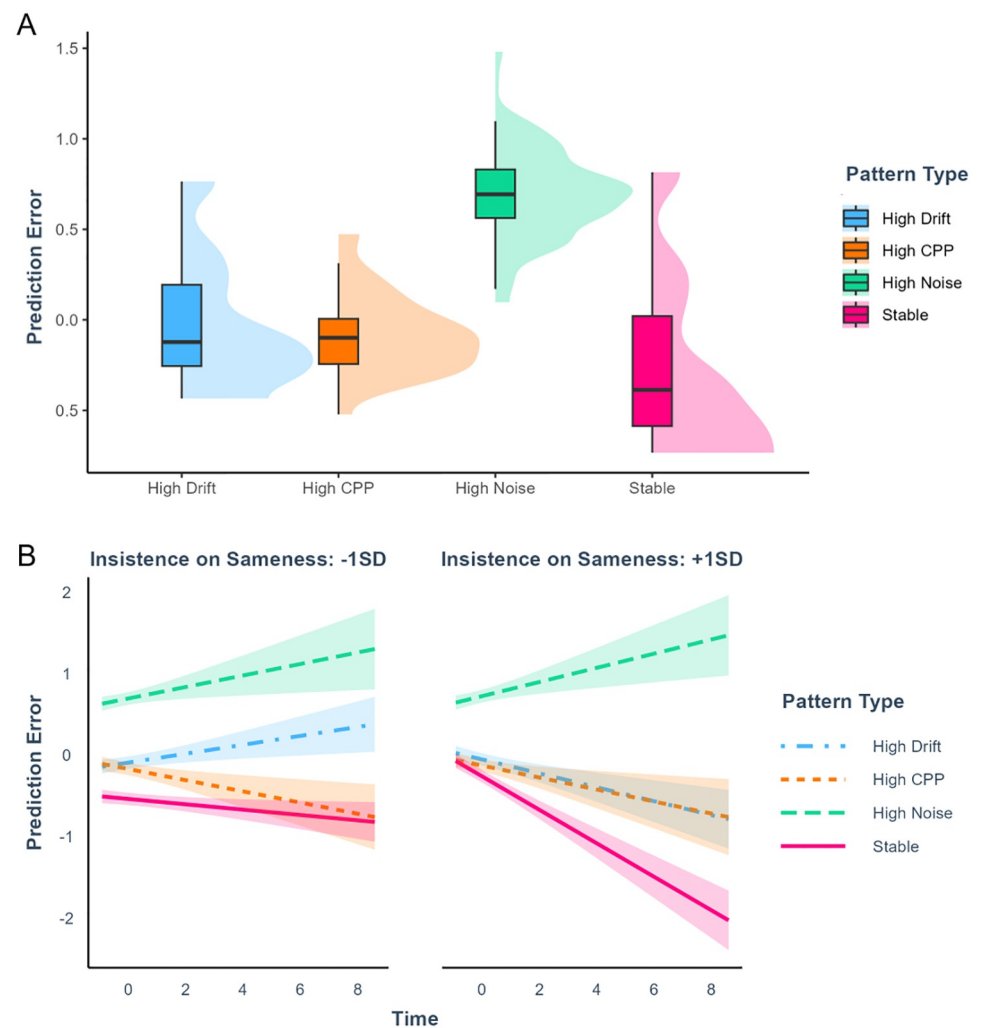 A
1.5
1.0
0.5
0.0
0.5
Prediction Error
High Drift High CPP High Noise Stable
Pattern Type
High Drift
High CPP
High Noise
Stable
B
Insistence on Sameness: -1SD Insistence on Sameness: +1SD
2
1
0
-1
-2
Prediction Error
0 2 4 6 8 0 2 4 6 8
Time
Pattern Type
High Drift
High CPP
High Noise
Stable